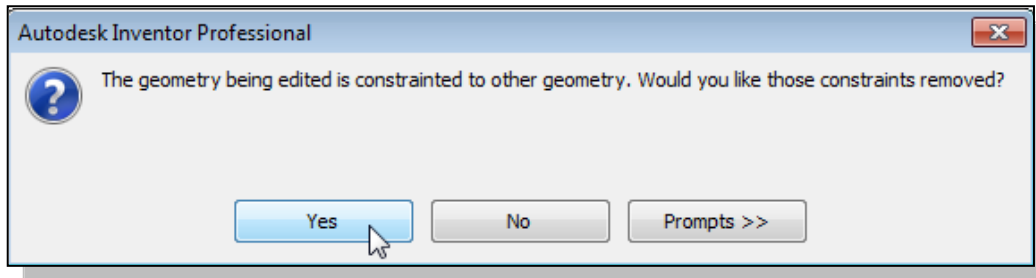 Autodesk Inventor Professional
The geometry being edited is constrainted to other geometry. Would you like those constraints removed?
Yes
No
Prompts >>